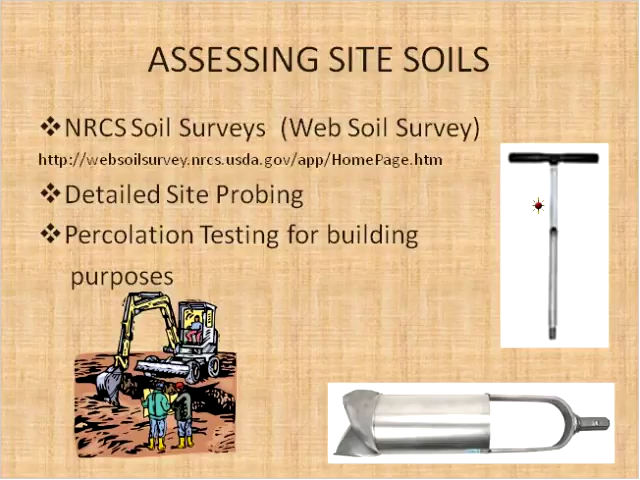 ASSESSING SITE SOILS
❖NRCS Soil Surveys (Web Soil Survey)
http://websoilsurvey.nrcs.usda.gov/app/HomePage.htm
❖Detailed Site Probing
❖Percolation Testing for building
purposes